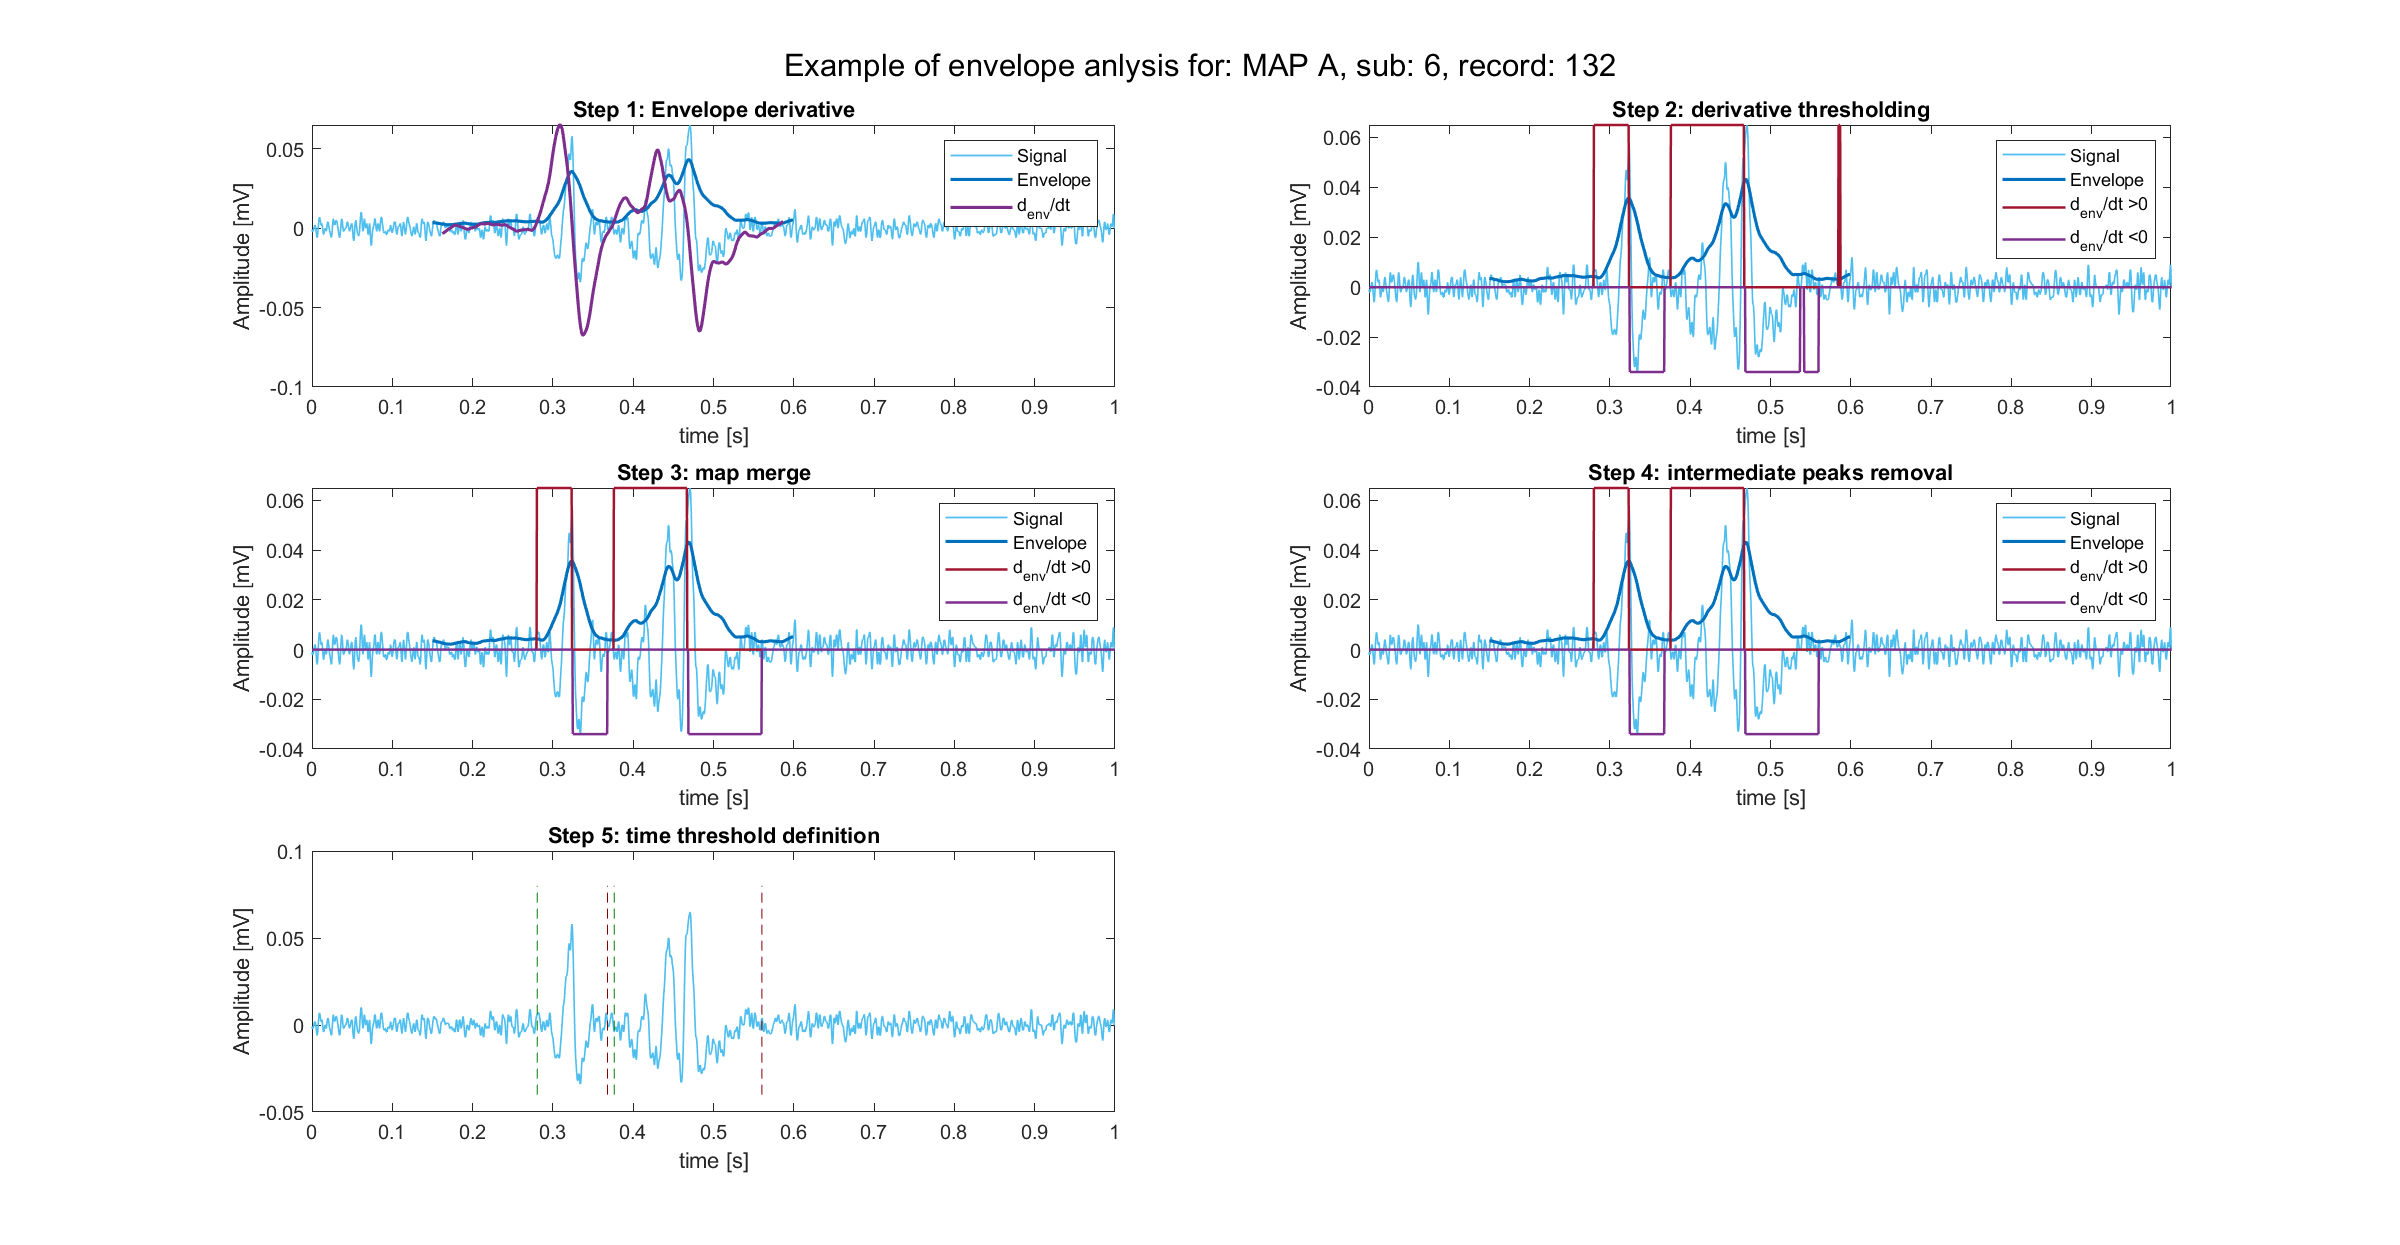 Example of envelope anlysis for: MAP A, sub: 6, record: 132
Step 1: Envelope derivative
Amplitude [mV]
0.05
0
-0.05
-0.1
0 0.1 0.2 0.3 0.4 0.5 0.6 0.7 0.8 0.9 1
time [s]
Signal
Envelope
d_env/dt
Step 2: derivative thresholding
Amplitude [mV]
0.06
0.04
0.02
0
-0.02
-0.04
0 0.1 0.2 0.3 0.4 0.5 0.6 0.7 0.8 0.9 1
time [s]
Signal
Envelope
d_env/dt >0
d_env/dt <0
Step 3: map merge
Amplitude [mV]
0.06
0.04
0.02
0
-0.02
-0.04
0 0.1 0.2 0.3 0.4 0.5 0.6 0.7 0.8 0.9 1
time [s]
Signal
Envelope
d_env/dt >0
d_env/dt <0
Step 4: intermediate peaks removal
Amplitude [mV]
0.06
0.04
0.02
0
-0.02
-0.04
0 0.1 0.2 0.3 0.4 0.5 0.6 0.7 0.8 0.9 1
time [s]
Signal
Envelope
d_env/dt >0
d_env/dt <0
Step 5: time threshold definition
Amplitude [mV]
0.1
0.05
0
-0.05
0 0.1 0.2 0.3 0.4 0.5 0.6 0.7 0.8 0.9 1
time [s]